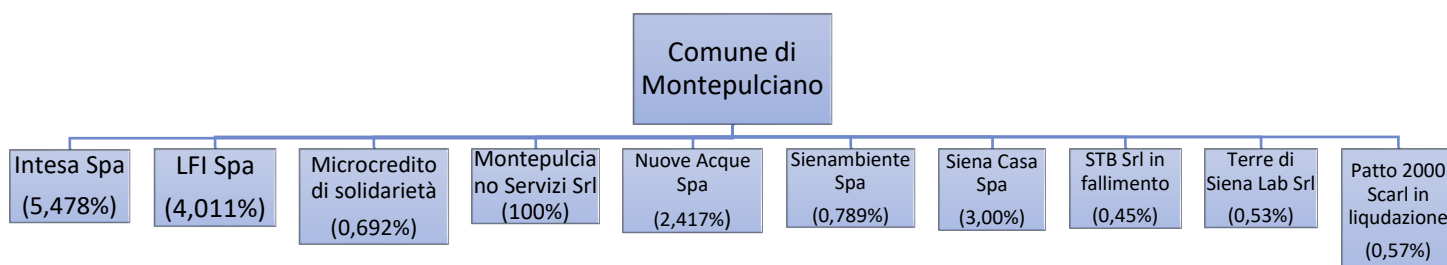 Comune di
Montepulciano
Intesa Spa
(5,478%)
LFI Spa
(4,011%)
Microcredito
di solidarietà
(0,692%)
Montepulcia
no Servizi Srl
(100%)
Nuove Acque
Spa
(2,417%)
Sienambiente
Spa
(0,789%)
Siena Casa
Spa
(3,00%)
STB Srl in
fallimento
(0,45%)
Terre di
Siena Lab Srl
(0,53%)
Patto 2000
Scarl in
liqudazione
(0,57%)